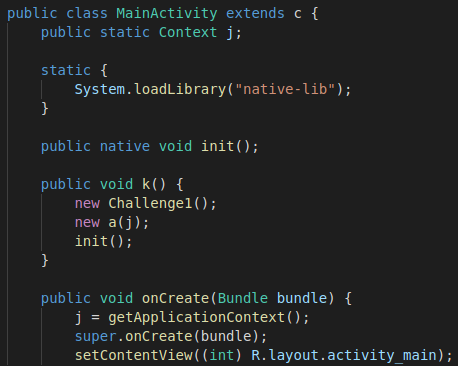 public class MainActivity extends c {
public static Context j;
static {
System.loadLibrary("native-lib");
}
public native void init();
public void k() {
new Challenge1();
new a(j);
init();
}
public void onCreate(Bundle bundle) {
j = getApplicationContext();
super.onCreate(bundle);
setContentView((int) R.layout.activity_main);